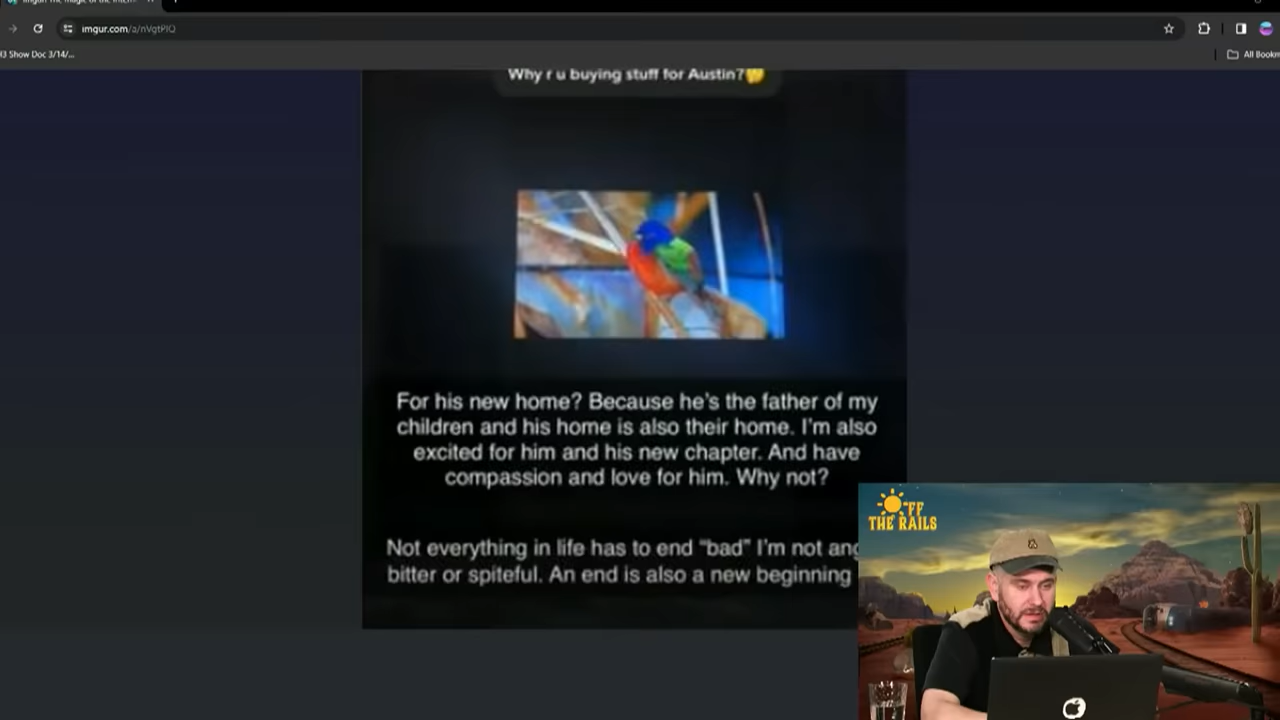 imgur.com/a/nVgtPIQ
H3 Show Doc 3/14/...
All Bookm
Why r u buying stuff for Austin?🤔
For his new home? Because he's the father of my
children and his home is also their home. I'm also
excited for him and his new chapter. And have
compassion and love for him. Why not?
Not everything in life has to end "bad" I'm not ang
bitter or spiteful. An end is also a new beginning
OFF
THE RAILS